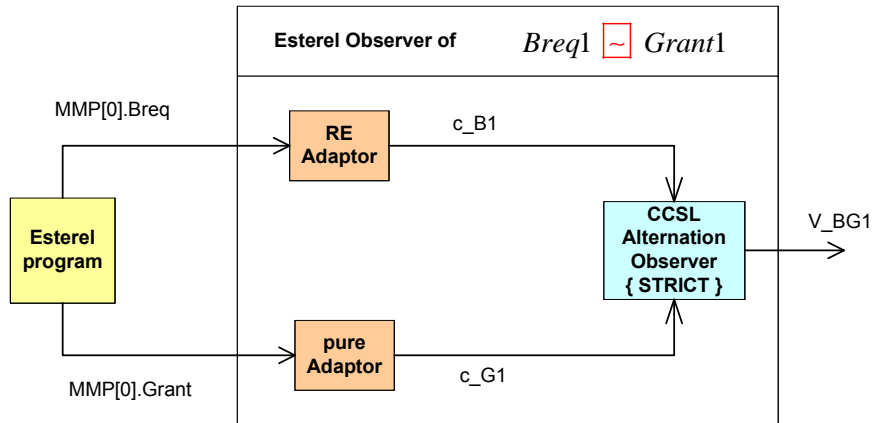 Esterel Observer of Breq1 ~ Grant1
MMP[0].Breq
RE
Adaptor
c_B1
Esterel
program
CCSL
Alternation
Observer
{ STRICT }
V_BG1
pure
Adaptor
c_G1
MMP[0].Grant